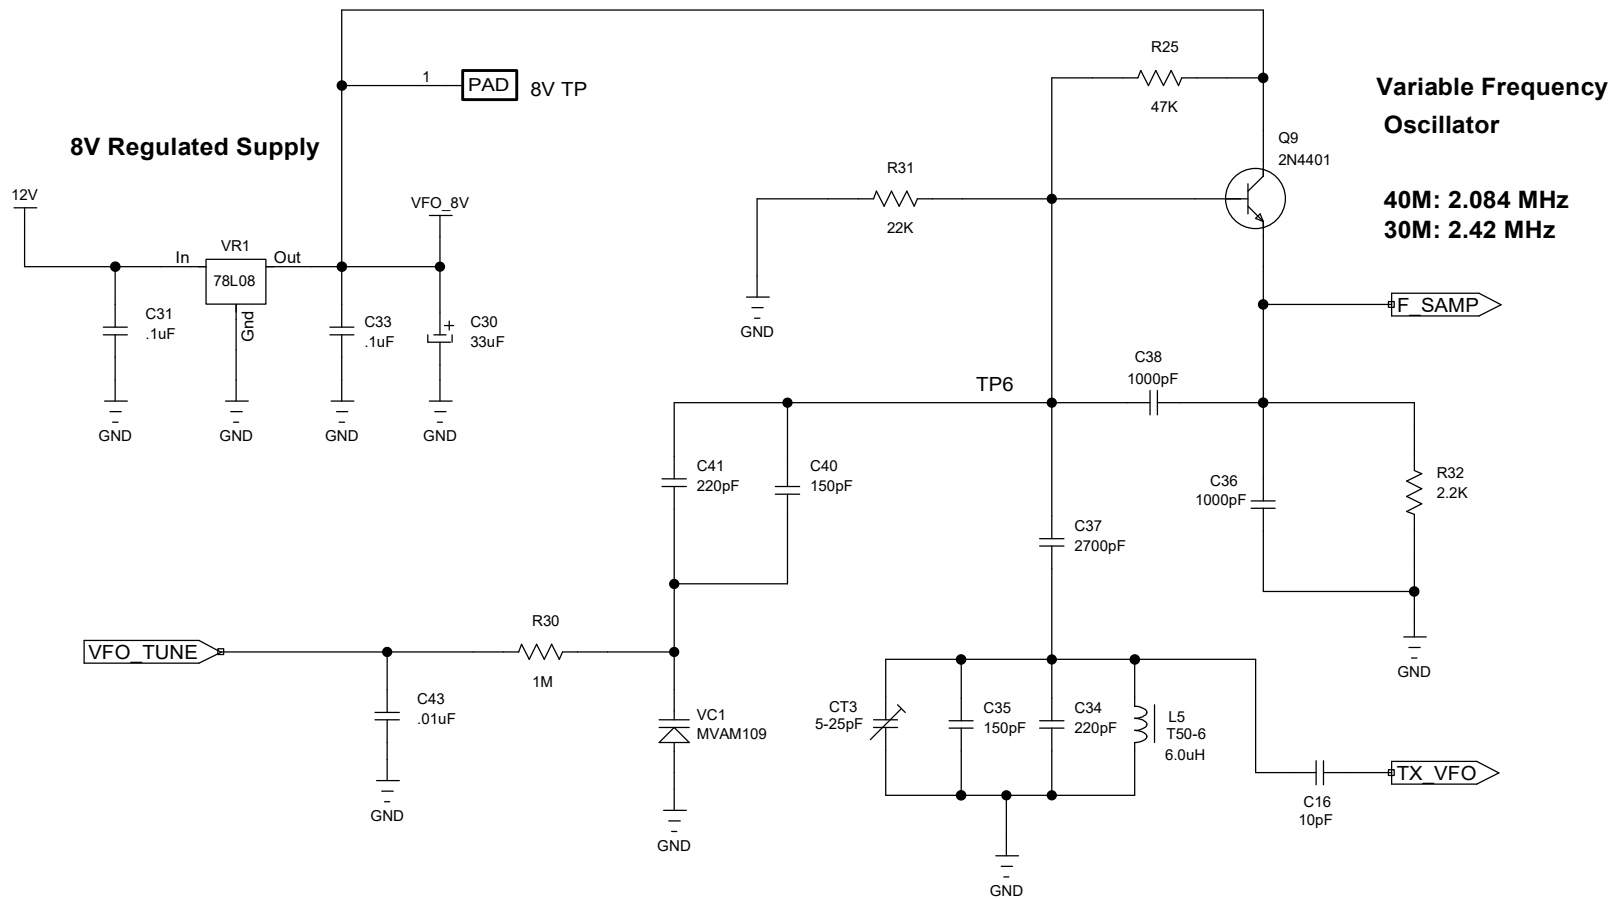 R25
47K
Variable Frequency
Oscillator
1
PAD
8V TP
8V Regulated Supply
Q9
2N4401
R31
22K
12V
VFO_8V
40M: 2.084 MHz
30M: 2.42 MHz
VR1
In
Out
78L08
Gnd
C31
.1uF
C33
.1uF
+
C30
33uF
GND
F_SAMP
GND
GND
GND
GND
TP6
C38
1000pF
C41
220pF
C40
150pF
C36
1000pF
R32
2.2K
C37
2700pF
R30
1M
VFO_TUNE
GND
C43
.01uF
VC1
MVAM109
CT3
5-25pF
C35
150pF
C34
220pF
L5
T50-6
6.0uH
TX_VFO
C16
10pF
GND
GND
GND